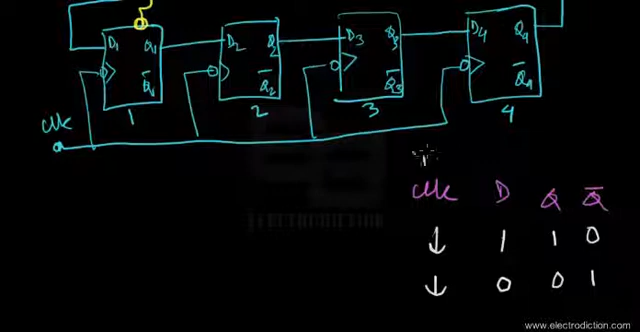 D1 Q1 D2 Q2 D3 Q3 D4 Q4
Q̅1 Q̅2 Q̅3 Q̅4
1 2 3 4
Clk
Clk D Q Q̅
↓ 1 1 0
↓ 0 0 1
ELECTRODICTION
www.electrodiction.com